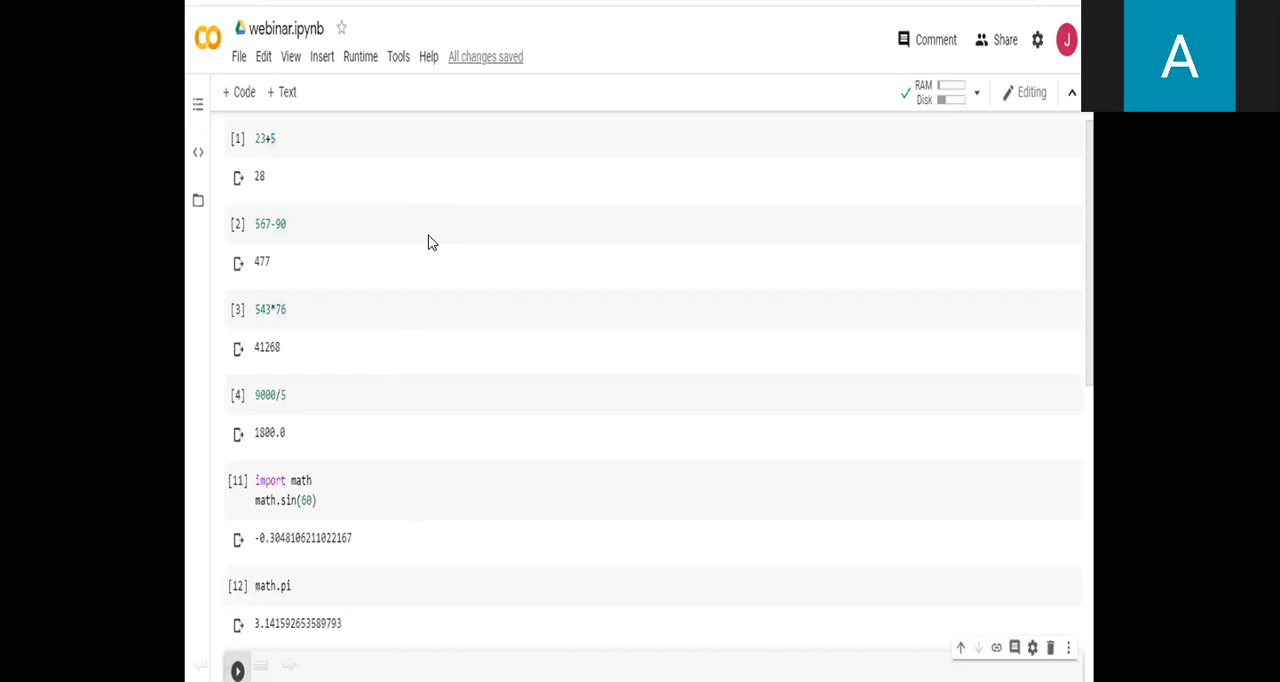 webinar.ipynb
File Edit View Insert Runtime Tools Help All changes saved
Comment Share J
A
+ Code + Text
RAM
Disk
Editing
[1] 23+5
28
[2] 567-90
477
[3] 543*76
41268
[4] 9000/5
1800.0
[11] import math
math.sin(60)
-0.3048106211022167
[12] math.pi
3.141592653589793